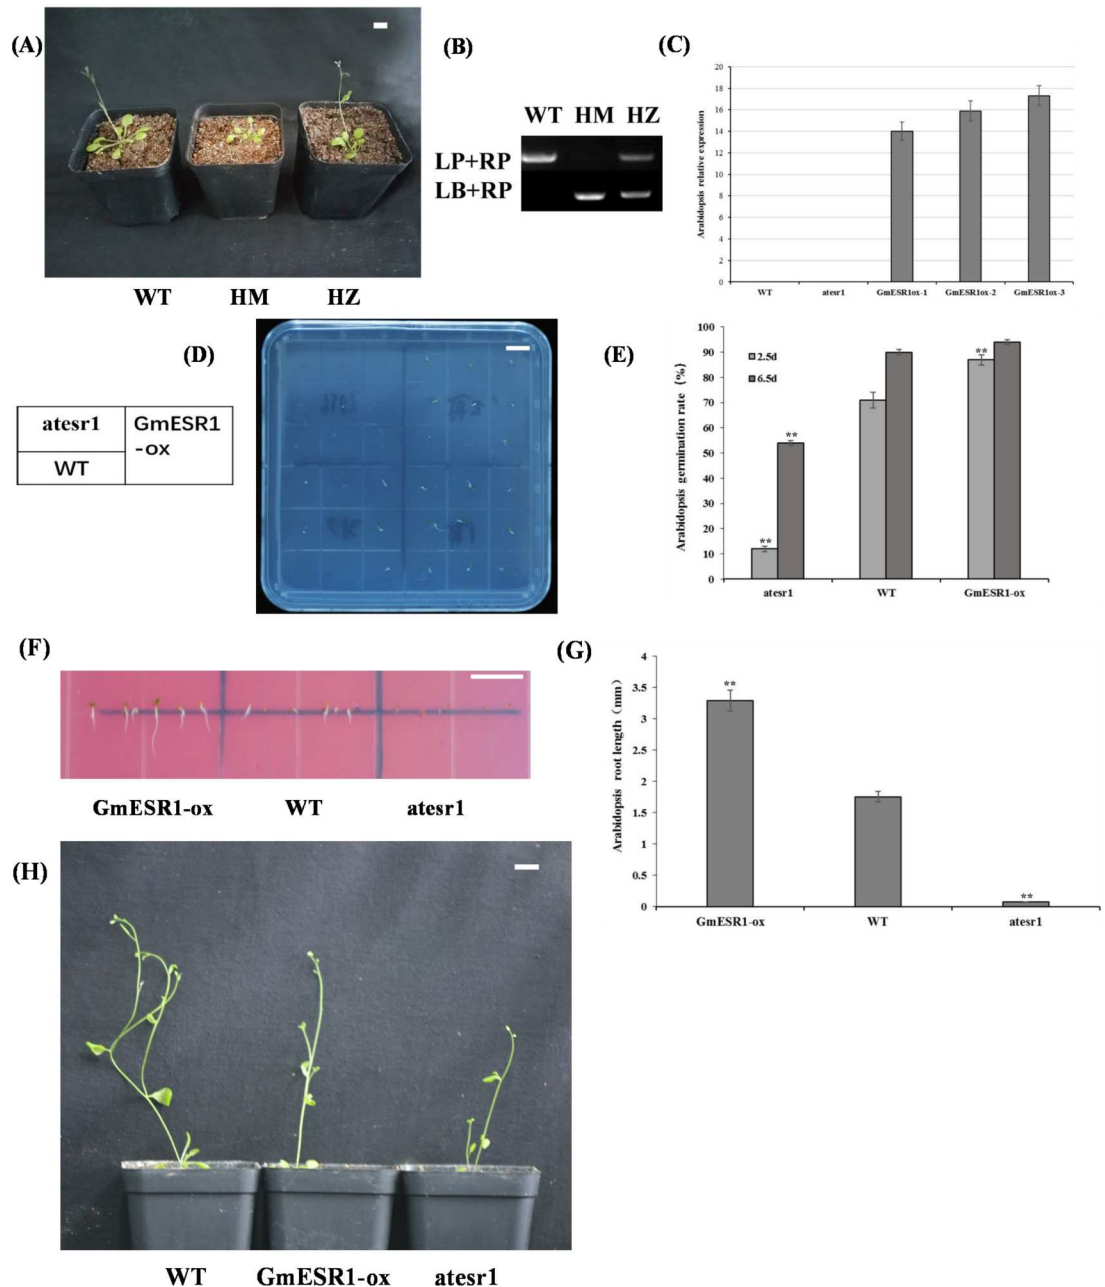 (A)
WT HM HZ
(B)
WT HM HZ
LP+RP
LB+RP
(C)
Arabidopsis relative expression
20
18
16
14
12
10
8
6
4
2
0
WT atesr1 GmESR1ox-1 GmESR1ox-2 GmESR1ox-3
(D)
atesr1
WT
GmESR1
-ox
(E)
Arabidopsis germination rate (%)
100
90
80
70
60
50
40
30
20
10
0
2.5d
6.5d
** ** **
atesr1 WT GmESR1-ox
(F)
GmESR1-ox WT atesr1
(G)
Arabidopsis root length (mm)
4
3.5
3
2.5
2
1.5
1
0.5
0
** **
GmESR1-ox WT atesr1
(H)
WT GmESR1-ox atesr1